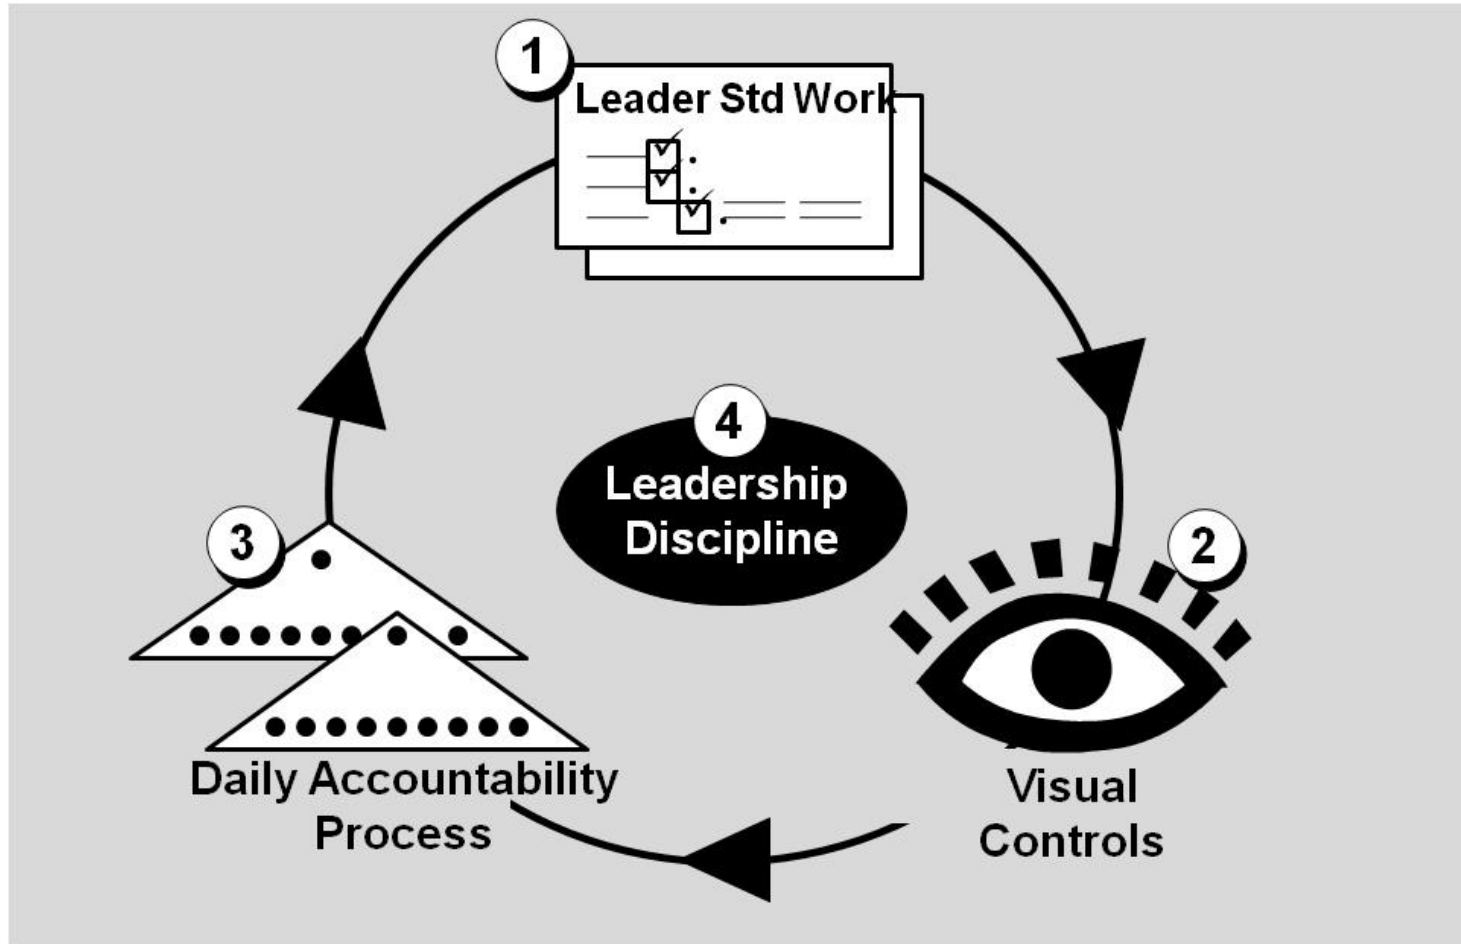 1
Leader Std Work
4
Leadership
Discipline
3
2
Daily Accountability
Process
Visual
Controls